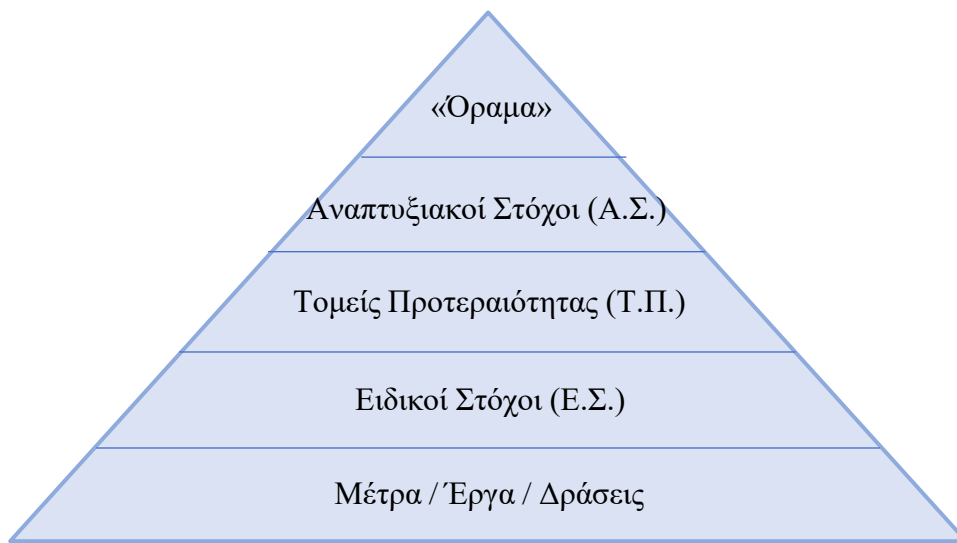 «Όραμα»
Αναπτυξιακοί Στόχοι (Α.Σ.)
Τομείς Προτεραιότητας (Τ.Π.)
Ειδικοί Στόχοι (Ε.Σ.)
Μέτρα / Έργα / Δράσεις